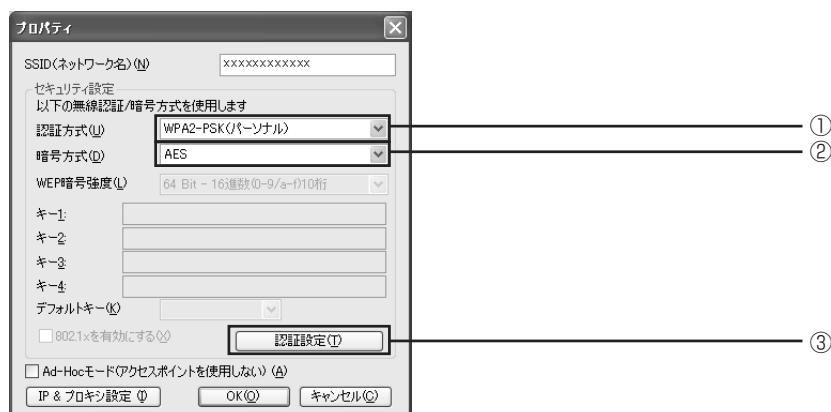 プロパティ
SSID(ネットワーク名)(N) xxxxxxxxxxxx
セキュリティ設定
以下の無線認証/暗号方式を使用します
認証方式(U) WPA2-PSK(パーソナル) ①
暗号方式(D) AES ②
WEP暗号強度(L) 64 Bit - 16進数(0-9/a-f)10桁
キー1:
キー2:
キー3:
キー4:
デフォルトキー(K)
802.1xを有効にする(X) 認証設定(T) ③
Ad-Hocモード(アクセスポイントを使用しない) (A)
IP & プロキシ設定 (I) OK(O) キャンセル(C)